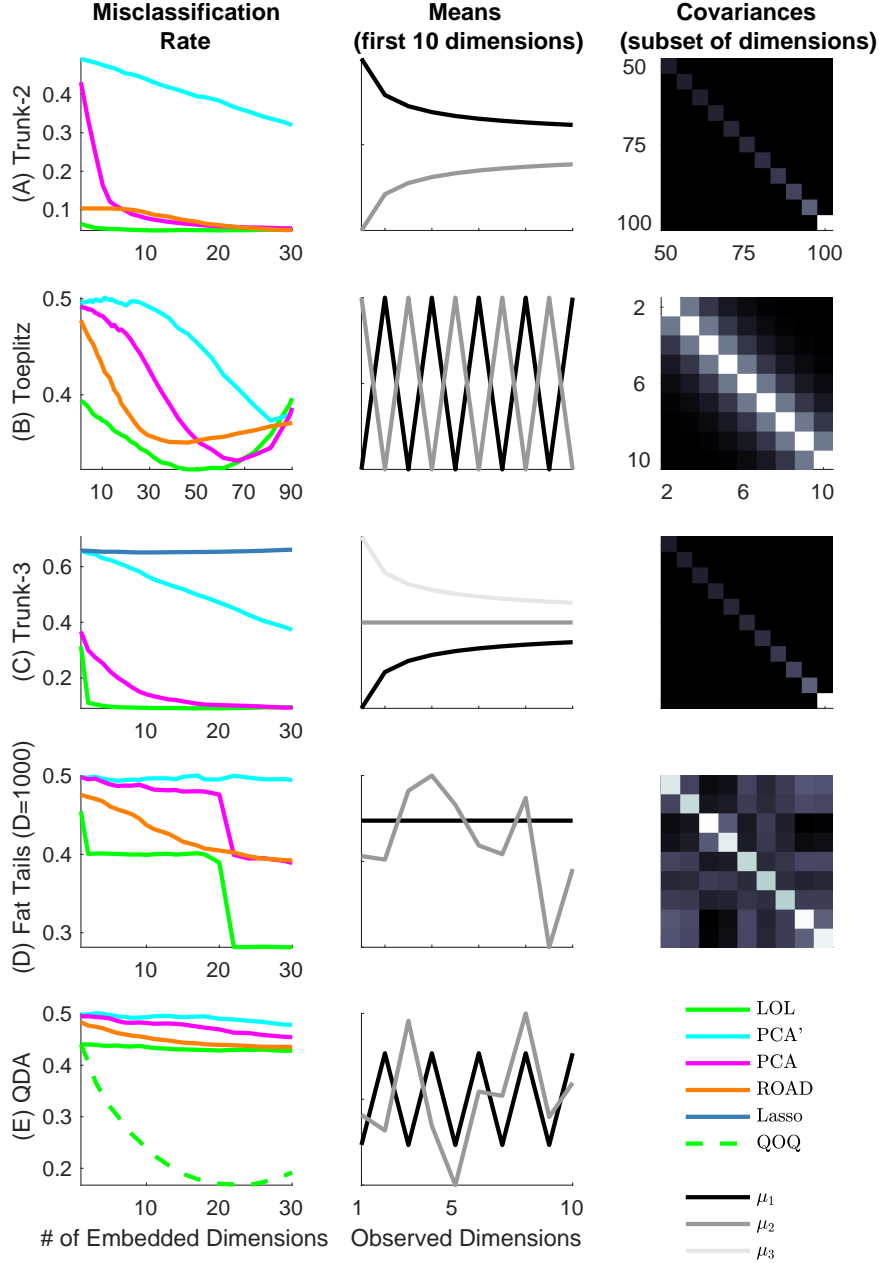 Misclassification Rate
Means (first 10 dimensions)
Covariances (subset of dimensions)
(A) Trunk-2
0.4
0.3
0.2
0.1
10
20
30
50
75
100
50
75
100
(B) Toeplitz
0.5
0.4
10
30
50
70
90
2
6
10
2
6
10
(C) Trunk-3
0.6
0.4
0.2
10
20
30
(D) Fat Tails (D=1000)
0.5
0.4
0.3
10
20
30
(E) QDA
0.5
0.4
0.3
0.2
10
20
30
# of Embedded Dimensions
1
5
10
Observed Dimensions
LOL
PCA'
PCA
ROAD
Lasso
QOQ
μ₁
μ₂
μ₃